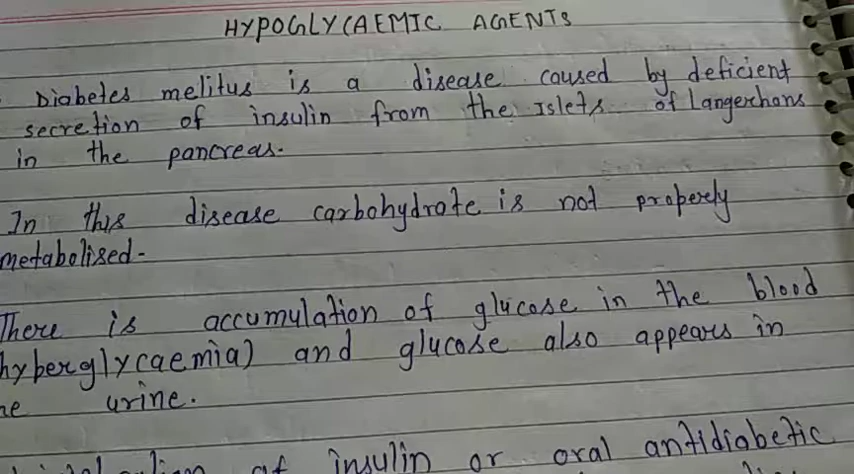 HYPOGLYCAEMIC AGENTS
Diabetes melitus is a disease caused by deficient
secretion of insulin from the Islets of Langerhans
in the pancreas.
In this disease carbohydrate is not properly
metabolised-
There is accumulation of glucose in the blood
hyperglycaemia) and glucose also appears in
urine.
of insulin or oral antidiabetic